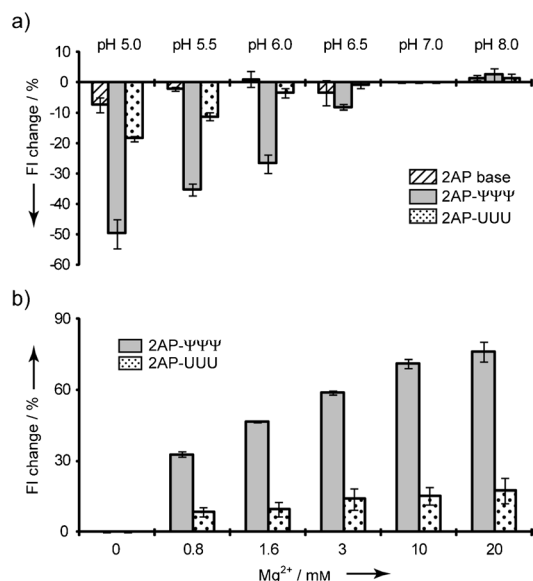 a)
pH 5.0 pH 5.5 pH 6.0 pH 6.5 pH 7.0 pH 8.0
10
0
-10
-20
-30
-40
-50
-60
FI change / %
2AP base
2AP-ΨΨΨ
2AP-UUU
b)
90
60
30
0
FI change / %
2AP-ΨΨΨ
2AP-UUU
0 0.8 1.6 3 10 20
Mg²⁺ / mM